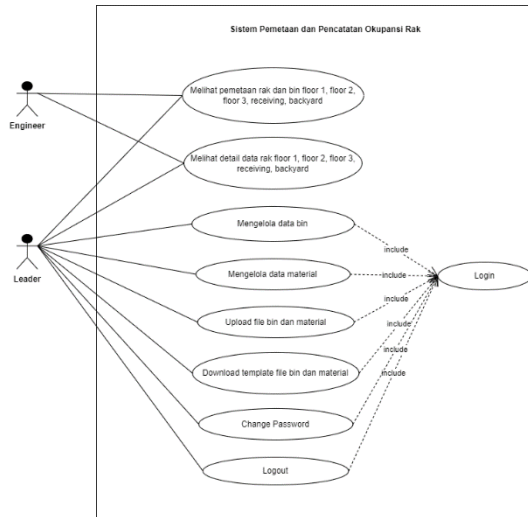 Sistem Pemetaan dan Pencatatan Okupansi Rak
Melihat pemetaan rak dan bin floor 1, floor 2,
floor 3, receiving, backyard
Engineer
Melihat detail data rak floor 1, floor 2, floor 3,
receiving, backyard
Mengelola data bin
include
Leader
Mengelola data material
include
Login
include
Upload file bin dan material
include
Download template file bin dan material
include
include
Change Password
Logout